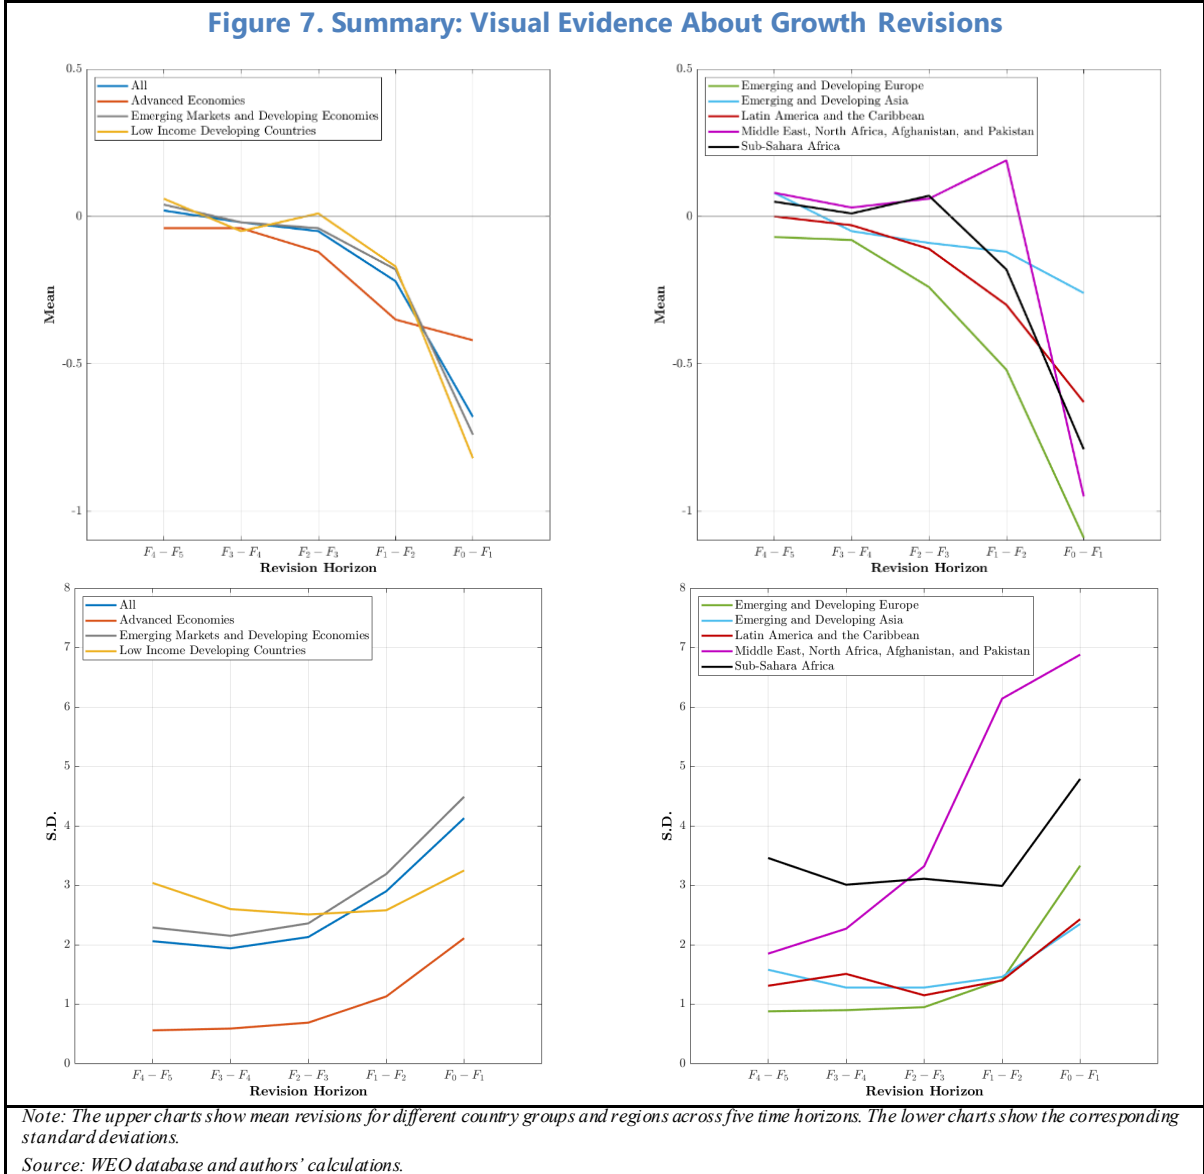 Figure 7. Summary: Visual Evidence About Growth Revisions
0.5
0
-0.5
-1
Mean
All
Advanced Economies
Emerging Markets and Developing Economies
Low Income Developing Countries
F₄ − F₅
F₃ − F₄
F₂ − F₃
F₁ − F₂
F₀ − F₁
Revision Horizon
0.5
0
-0.5
-1
Mean
Emerging and Developing Europe
Emerging and Developing Asia
Latin America and the Caribbean
Middle East, North Africa, Afghanistan, and Pakistan
Sub-Sahara Africa
F₄ − F₅
F₃ − F₄
F₂ − F₃
F₁ − F₂
F₀ − F₁
Revision Horizon
8
7
6
5
4
3
2
1
0
S.D.
All
Advanced Economies
Emerging Markets and Developing Economies
Low Income Developing Countries
F₄ − F₅
F₃ − F₄
F₂ − F₃
F₁ − F₂
F₀ − F₁
Revision Horizon
8
7
6
5
4
3
2
1
0
S.D.
Emerging and Developing Europe
Emerging and Developing Asia
Latin America and the Caribbean
Middle East, North Africa, Afghanistan, and Pakistan
Sub-Sahara Africa
F₄ − F₅
F₃ − F₄
F₂ − F₃
F₁ − F₂
F₀ − F₁
Revision Horizon
Note: The upper charts show mean revisions for different country groups and regions across five time horizons. The lower charts show the corresponding
standard deviations.
Source: WEO database and authors' calculations.